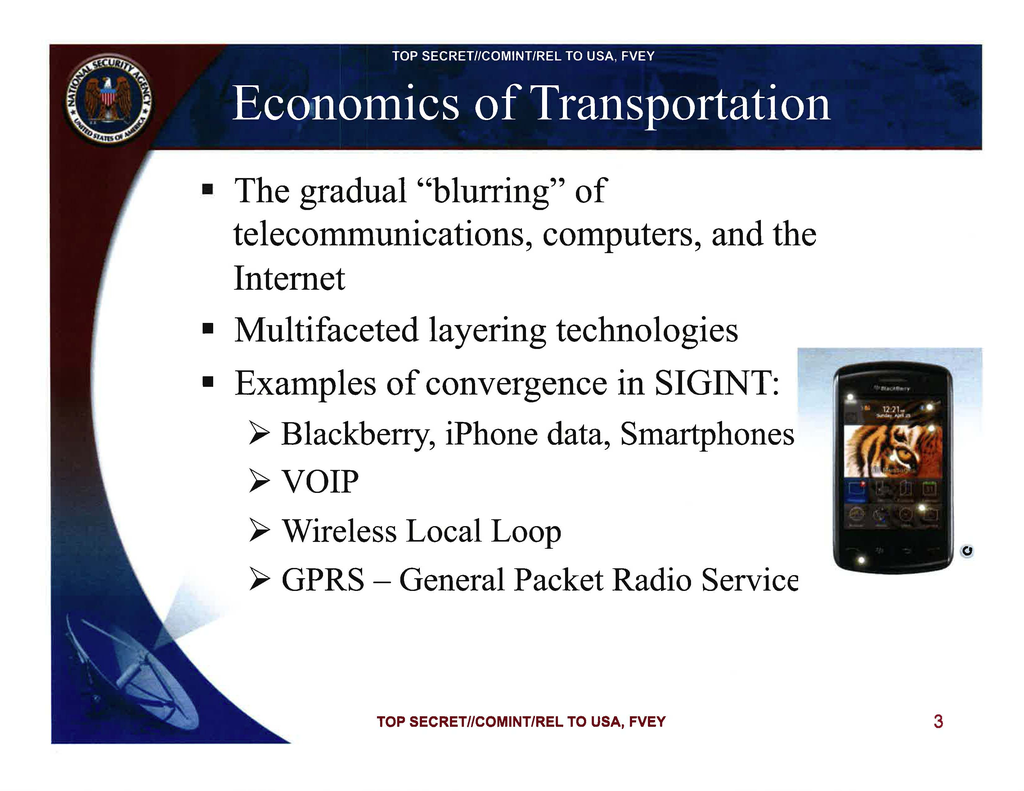 TOP SECRET//COMINT/REL TO USA, FVEY
NATIONAL SECURITY AGENCY
UNITED STATES OF AMERICA
Economics of Transportation
▪ The gradual “blurring” of
telecommunications, computers, and the
Internet
▪ Multifaceted layering technologies
▪ Examples of convergence in SIGINT:
➢ Blackberry, iPhone data, Smartphones
➢ VOIP
➢ Wireless Local Loop
➢ GPRS – General Packet Radio Service
BlackBerry
12:21
Sunday, April 25
TOP SECRET//COMINT/REL TO USA, FVEY
3